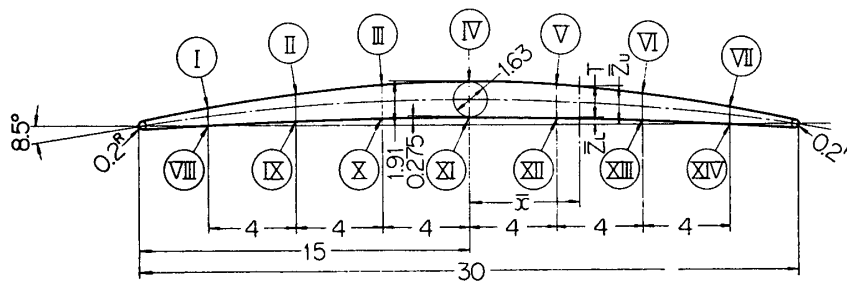 I II III IV V VI VII
1.63
T
Z̅u
8.5°
0.2R
1.91
0.275
Z̅L
0.2'
VIII IX X XI XII XIII XIV
x̅
4 4 4 4 4 4
15
30